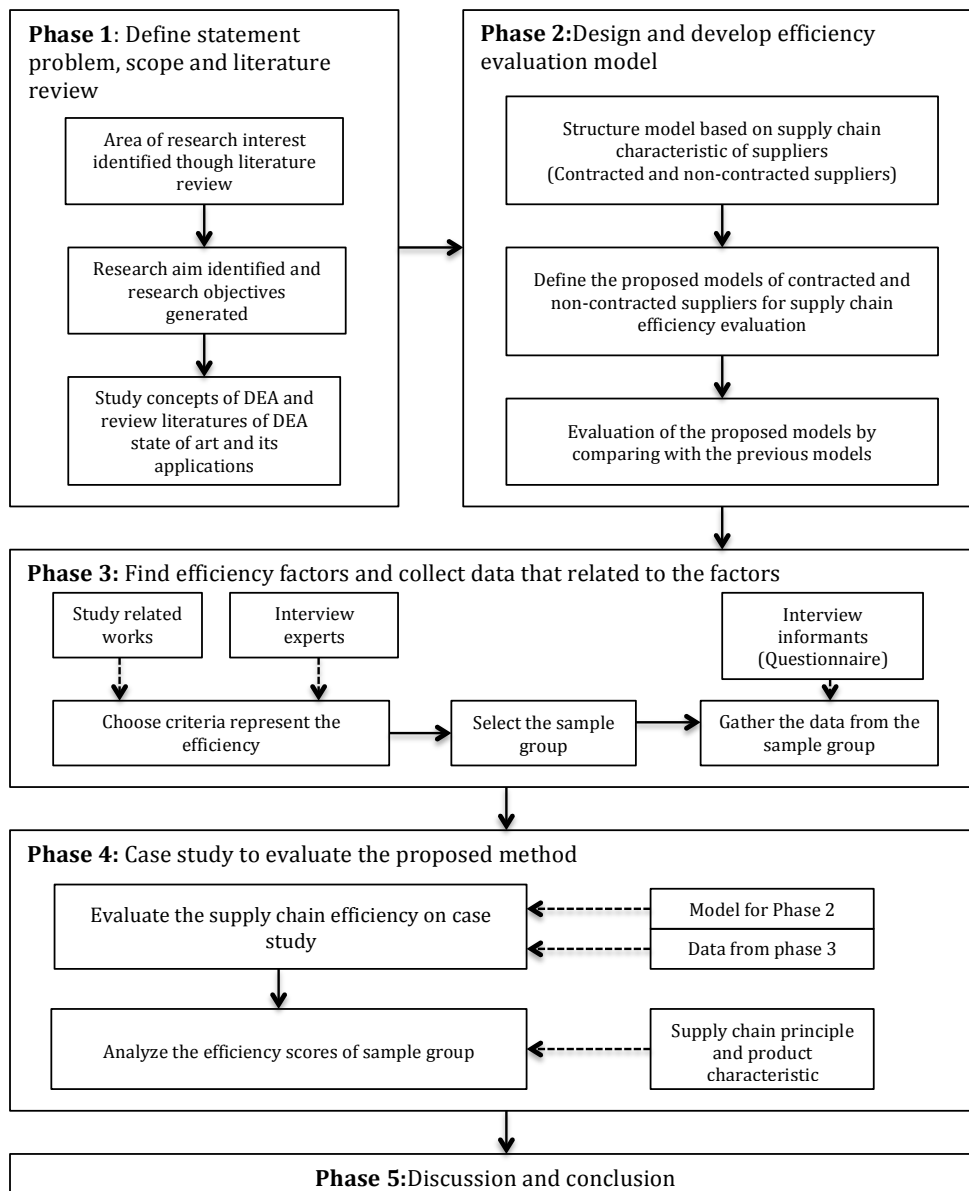 Phase 1: Define statement
problem, scope and literature
review
Area of research interest
identified though literature
review
Research aim identified and
research objectives
generated
Study concepts of DEA and
review literatures of DEA
state of art and its
applications
Phase 2:Design and develop efficiency
evaluation model
Structure model based on supply chain
characteristic of suppliers
(Contracted and non-contracted suppliers)
Define the proposed models of contracted and
non-contracted suppliers for supply chain
efficiency evaluation
Evaluation of the proposed models by
comparing with the previous models
Phase 3: Find efficiency factors and collect data that related to the factors
Study related
works
Interview
experts
Interview
informants
(Questionnaire)
Choose criteria represent the
efficiency
Select the sample
group
Gather the data from the
sample group
Phase 4: Case study to evaluate the proposed method
Evaluate the supply chain efficiency on case
study
Model for Phase 2
Data from phase 3
Analyze the efficiency scores of sample group
Supply chain principle
and product
characteristic
Phase 5:Discussion and conclusion